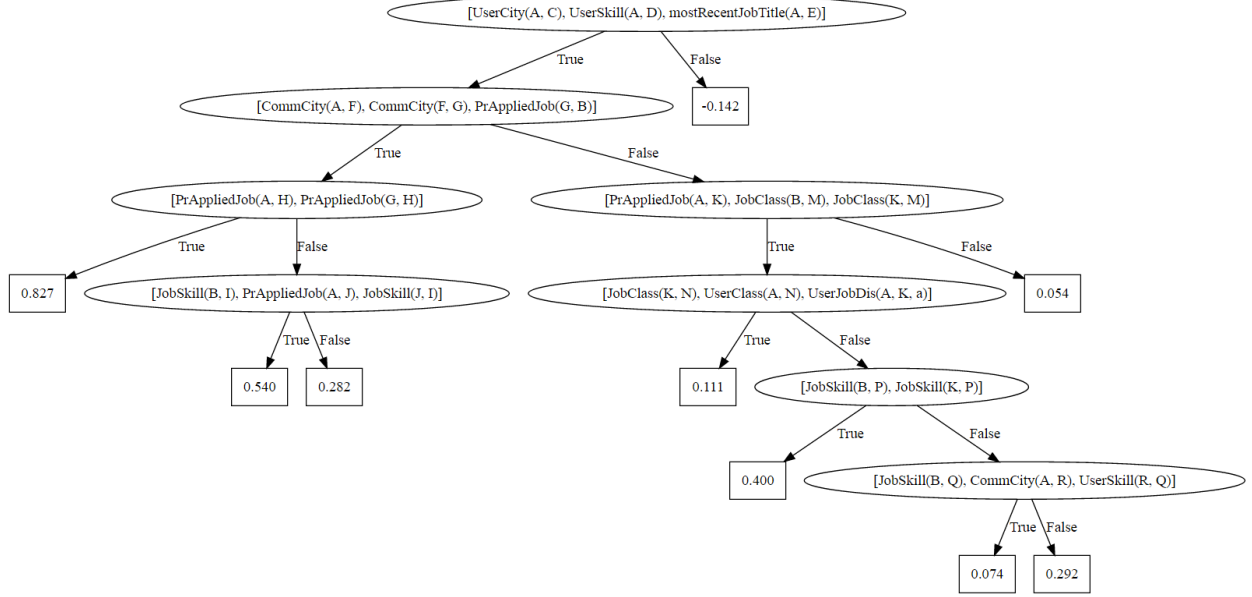 [UserCity(A, C), UserSkill(A, D), mostRecentJobTitle(A, E)]
True
False
[CommCity(A, F), CommCity(F, G), PrAppliedJob(G, B)]
-0.142
True
False
[PrAppliedJob(A, H), PrAppliedJob(G, H)]
[PrAppliedJob(A, K), JobClass(B, M), JobClass(K, M)]
True
False
True
False
0.827
[JobSkill(B, I), PrAppliedJob(A, J), JobSkill(J, I)]
[JobClass(K, N), UserClass(A, N), UserJobDis(A, K, a)]
0.054
True
False
True
False
0.540
0.282
0.111
[JobSkill(B, P), JobSkill(K, P)]
True
False
0.400
[JobSkill(B, Q), CommCity(A, R), UserSkill(R, Q)]
True
False
0.074
0.292